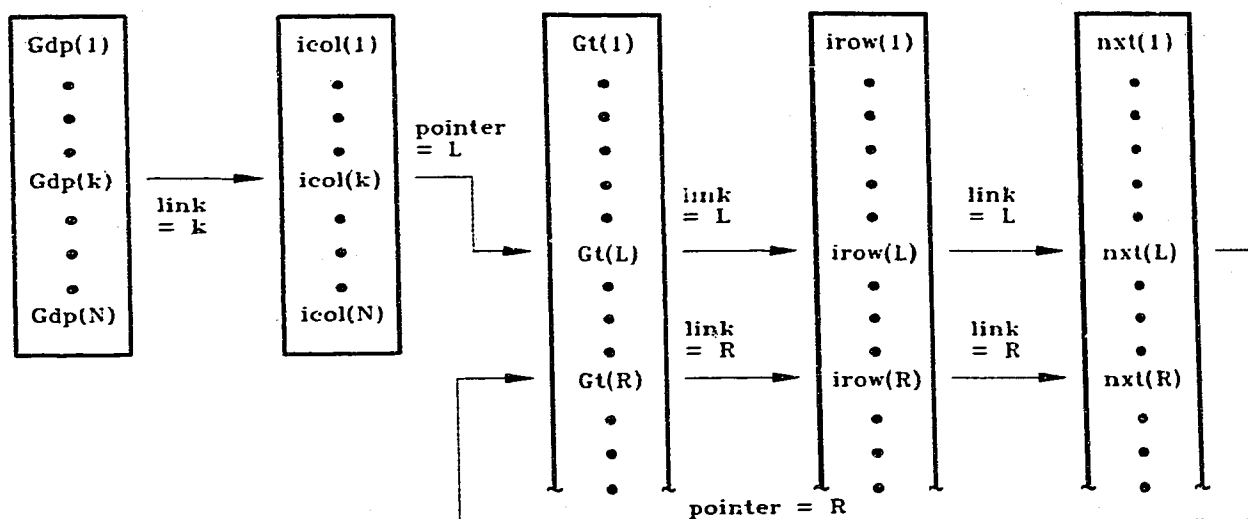 Gdp(1) icol(1) Gt(1) irow(1) nxt(1)
pointer
= L
Gdp(k) icol(k)
link
= k
link
= L
link
= L
Gt(L) irow(L) nxt(L)
Gdp(N) icol(N)
link
= R
link
= R
Gt(R) irow(R) nxt(R)
pointer = R